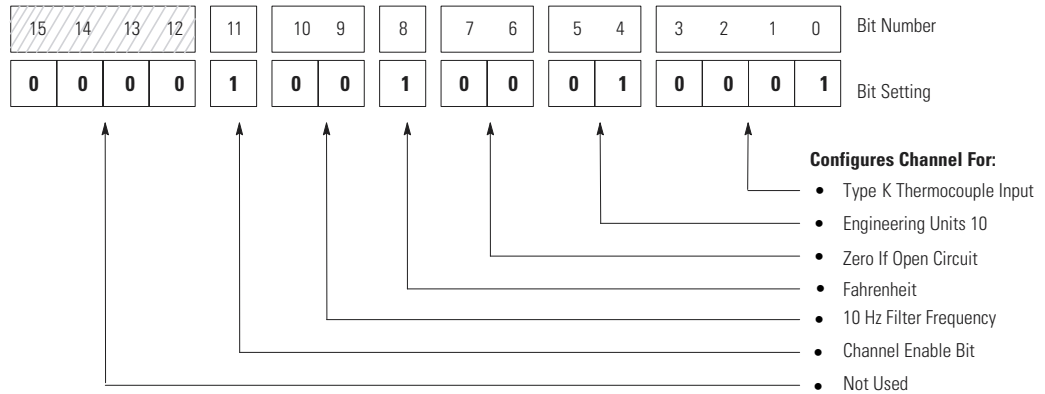 15 14 13 12 11 10 9 8 7 6 5 4 3 2 1 0 Bit Number
0 0 0 0 1 0 0 1 0 0 0 1 0 0 0 1 Bit Setting
Configures Channel For:
• Type K Thermocouple Input
• Engineering Units 10
• Zero If Open Circuit
• Fahrenheit
• 10 Hz Filter Frequency
• Channel Enable Bit
• Not Used